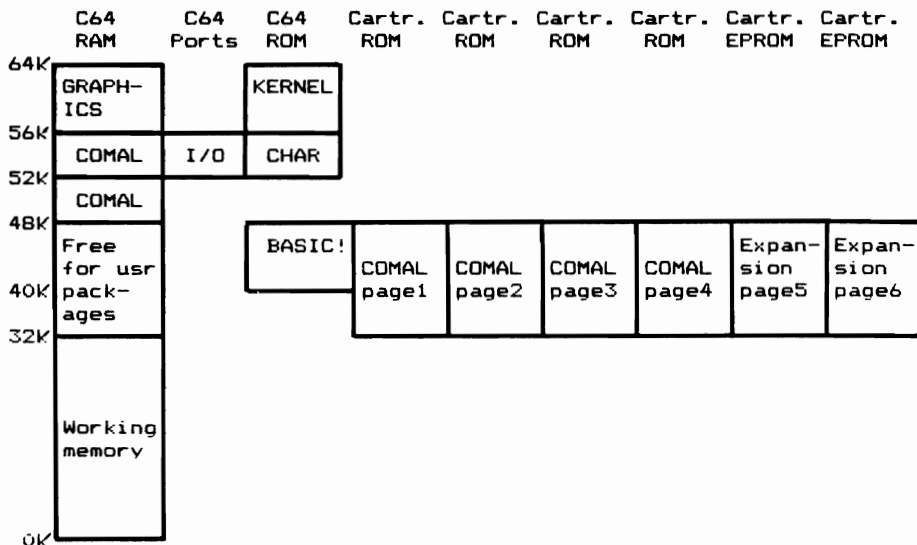 C64 C64 C64 Cartr. Cartr. Cartr. Cartr. Cartr. Cartr.
RAM Ports ROM ROM ROM ROM ROM EPROM EPROM
64K
GRAPH- KERNEL
ICS
56K
COMAL I/O CHAR
52K
COMAL
48K
Free BASIC! Expan- Expan-
for usr COMAL COMAL COMAL COMAL sion sion
pack- page1 page2 page3 page4 page5 page6
40K
ages
32K
Working
memory
0K